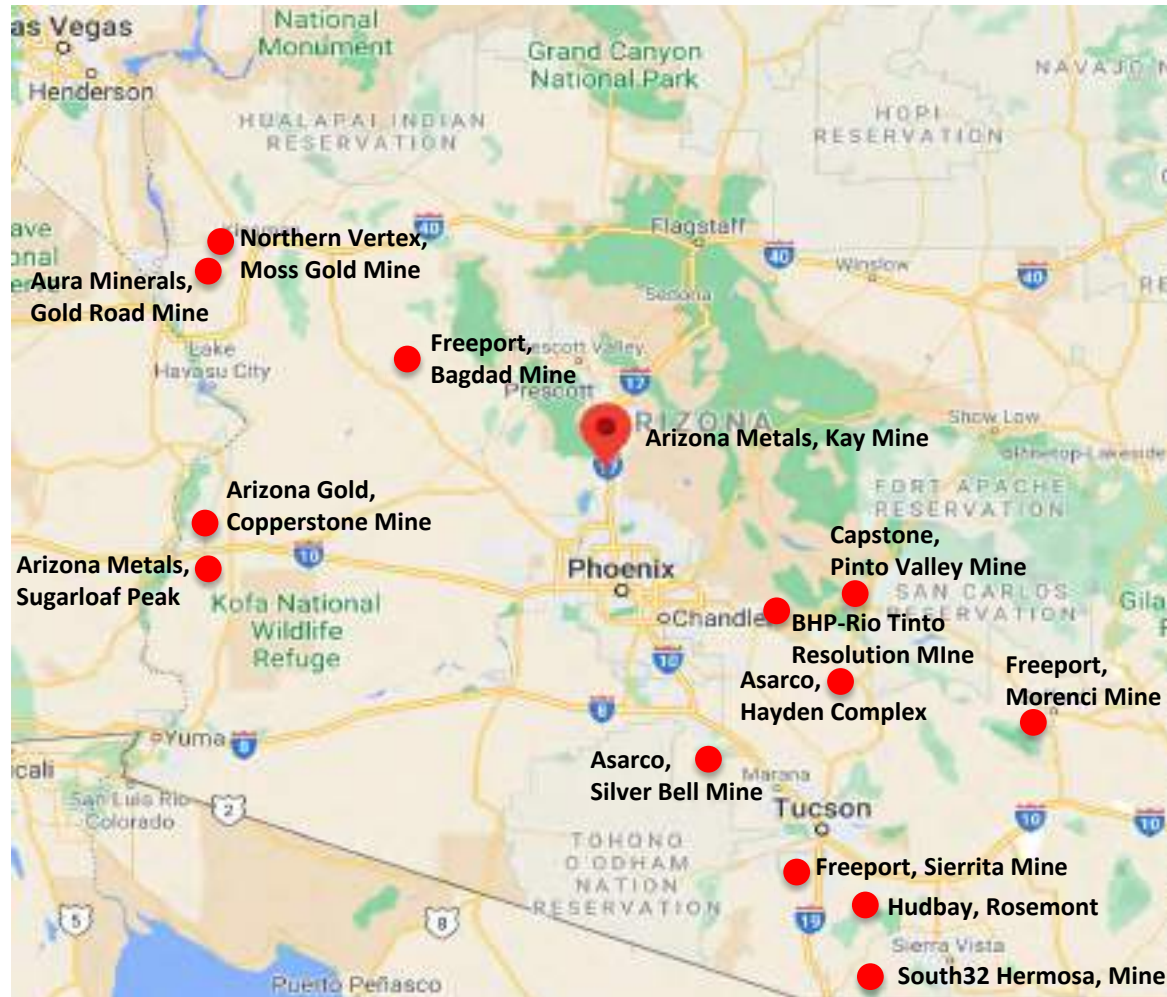 as Vegas
Henderson
National
Monument
Grand Canyon
National Park
NAVAJO N
HUALAPAI INDIAN
RESERVATION
HOPI
RESERVATION
40
Flagstaff
40
Winslow
40
Northern Vertex,
Moss Gold Mine
Aura Minerals,
Gold Road Mine
Sedona
Lake
Havasu City
Freeport,
Bagdad Mine
escott Valley
Prescott
17
RIZONA
Arizona Metals, Kay Mine
Show Low
FORT APACHE
RESERVATION
Arizona Gold,
Copperstone Mine
10
Arizona Metals,
Sugarloaf Peak
Kofa National
Wildlife
Refuge
Phoenix
Chandle
Capstone,
Pinto Valley Mine
SAN CARLOS
RESERVATION
Gila
BHP-Rio Tinto
Resolution MIne
10
Asarco,
Hayden Complex
Freeport,
Morenci Mine
8
Yuma
8
icali
San Luis Río
Colorado
2
Asarco,
Silver Bell Mine
Marana
Tucson
10
10
TOHONO
O'ODHAM
NATION
RESERVATION
Freeport, Sierrita Mine
Hudbay, Rosemont
19
5
8
Sierra Vista
South32 Hermosa, Mine
Puerto Peñasco